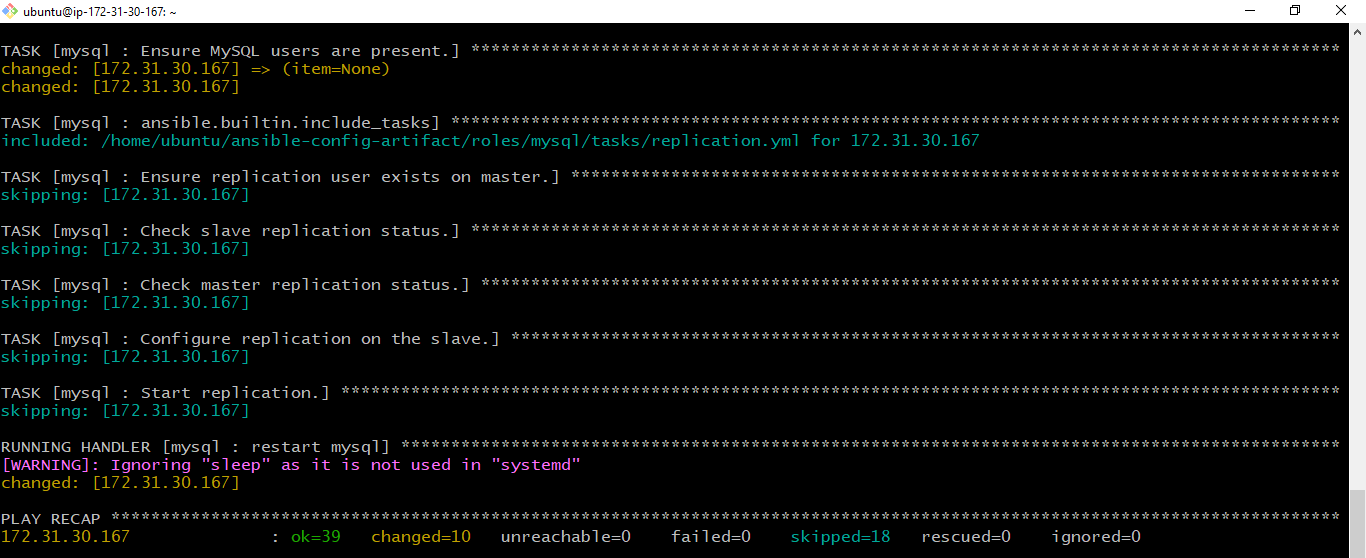 ubuntu@ip-172-31-30-167: ~
TASK [mysql : Ensure MySQL users are present.] ***************************************************************************************
changed: [172.31.30.167] => (item=None)
changed: [172.31.30.167]
TASK [mysql : ansible.builtin.include_tasks] *****************************************************************************************
included: /home/ubuntu/ansible-config-artifact/roles/mysql/tasks/replication.yml for 172.31.30.167
TASK [mysql : Ensure replication user exists on master.] *****************************************************************************
skipping: [172.31.30.167]
TASK [mysql : Check slave replication status.] ***************************************************************************************
skipping: [172.31.30.167]
TASK [mysql : Check master replication status.] **************************************************************************************
skipping: [172.31.30.167]
TASK [mysql : Configure replication on the slave.] ***********************************************************************************
skipping: [172.31.30.167]
TASK [mysql : Start replication.] ****************************************************************************************************
skipping: [172.31.30.167]
RUNNING HANDLER [mysql : restart mysql] **********************************************************************************************
[WARNING]: Ignoring "sleep" as it is not used in "systemd"
changed: [172.31.30.167]
PLAY RECAP ***************************************************************************************************************************
172.31.30.167              : ok=39   changed=10   unreachable=0    failed=0    skipped=18   rescued=0    ignored=0